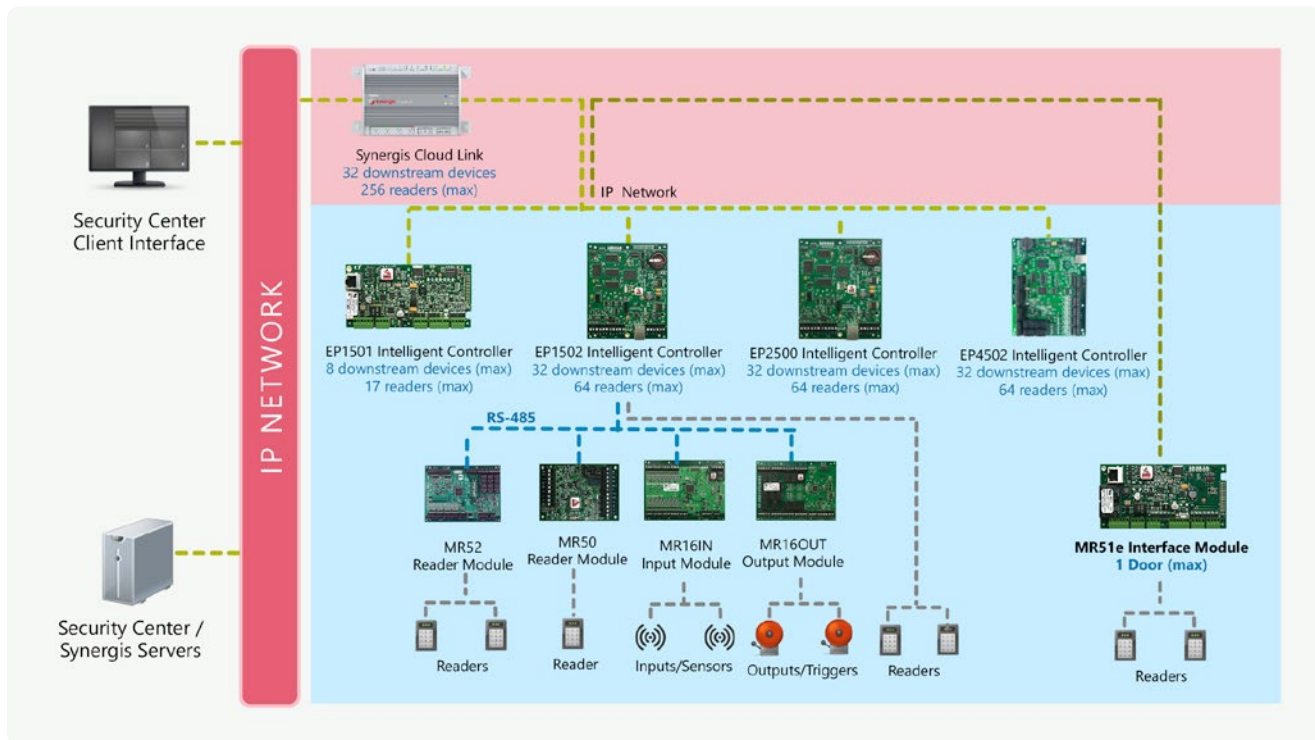 Synergis Cloud Link
32 downstream devices
256 readers (max)
IP Network
Security Center
Client Interface
IP NETWORK
EP1501 Intelligent Controller
8 downstream devices (max)
17 readers (max)
EP1502 Intelligent Controller
32 downstream devices (max)
64 readers (max)
EP2500 Intelligent Controller
32 downstream devices (max)
64 readers (max)
EP4502 Intelligent Controller
32 downstream devices (max)
64 readers (max)
RS-485
MR52
Reader Module
MR50
Reader Module
MR16IN
Input Module
MR16OUT
Output Module
MR51e Interface Module
1 Door (max)
Security Center /
Synergis Servers
Readers
Reader
Inputs/Sensors
Outputs/Triggers
Readers
Readers